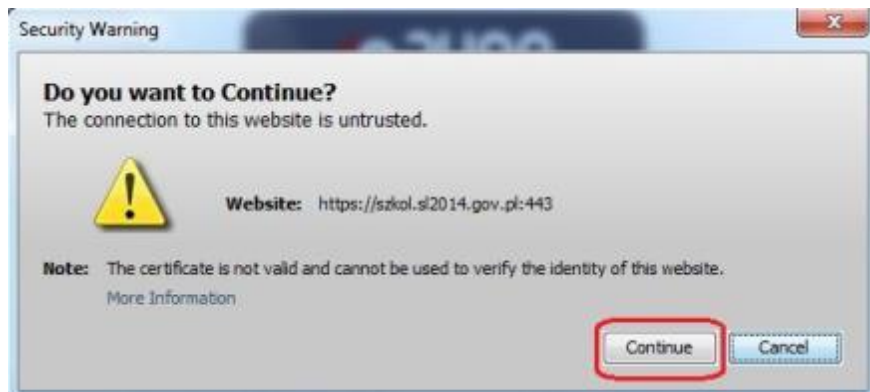 Security Warning
Do you want to Continue?
The connection to this website is untrusted.
Website: https://szkol.sl2014.gov.pl:443
Note: The certificate is not valid and cannot be used to verify the identity of this website.
More Information
Continue Cancel